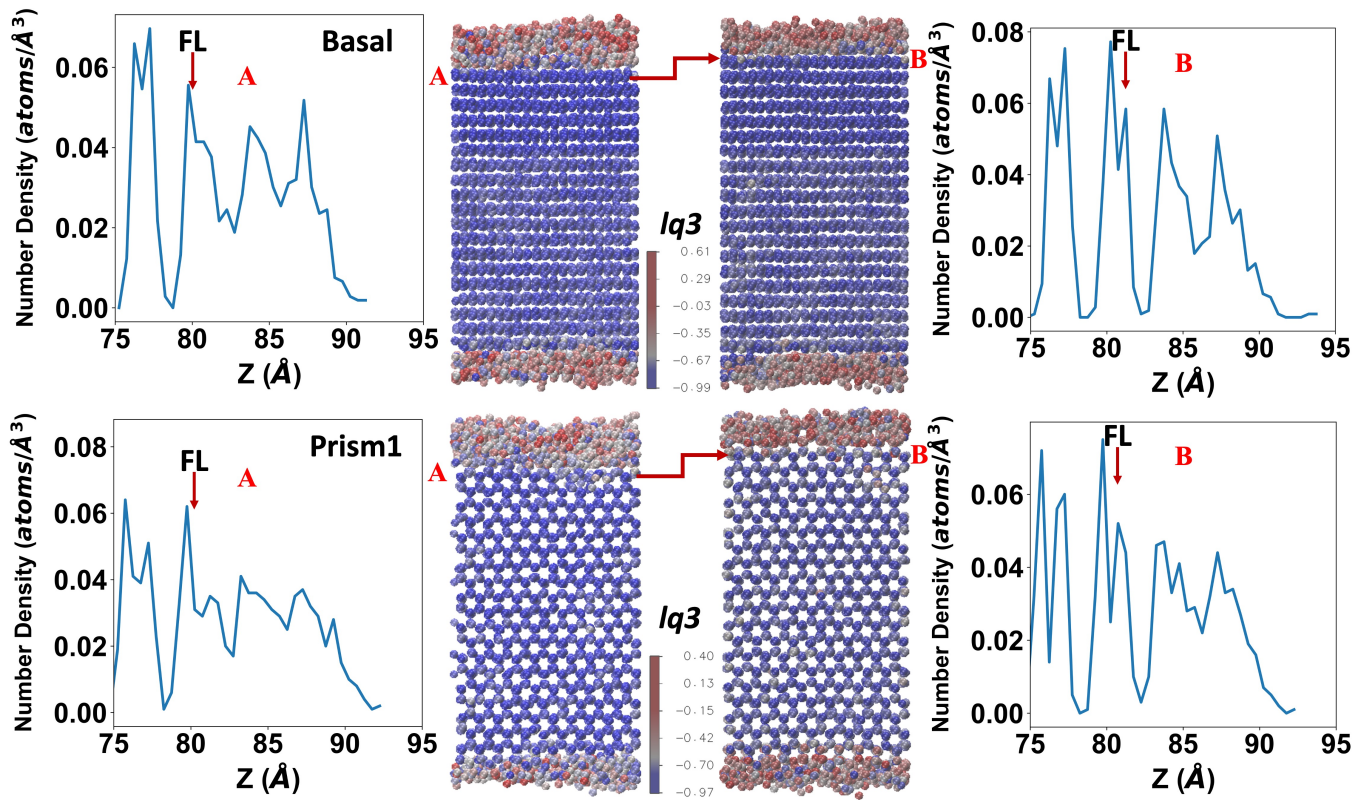 FL
Basal
A
Number Density (atoms/Å³)
0.06
0.04
0.02
0.00
75
80
85
90
95
Z (Å)
A
B
lq3
0.61
0.29
-0.03
-0.35
-0.67
-0.99
FL
B
Number Density (atoms/Å³)
0.08
0.06
0.04
0.02
0.00
75
80
85
90
95
Z (Å)
FL
Prism1
A
Number Density (atoms/Å³)
0.08
0.06
0.04
0.02
0.00
75
80
85
90
95
Z (Å)
A
B
lq3
0.40
0.13
-0.15
-0.42
-0.70
-0.97
FL
B
Number Density (atoms/Å³)
0.08
0.06
0.04
0.02
0.00
75
80
85
90
95
Z (Å)